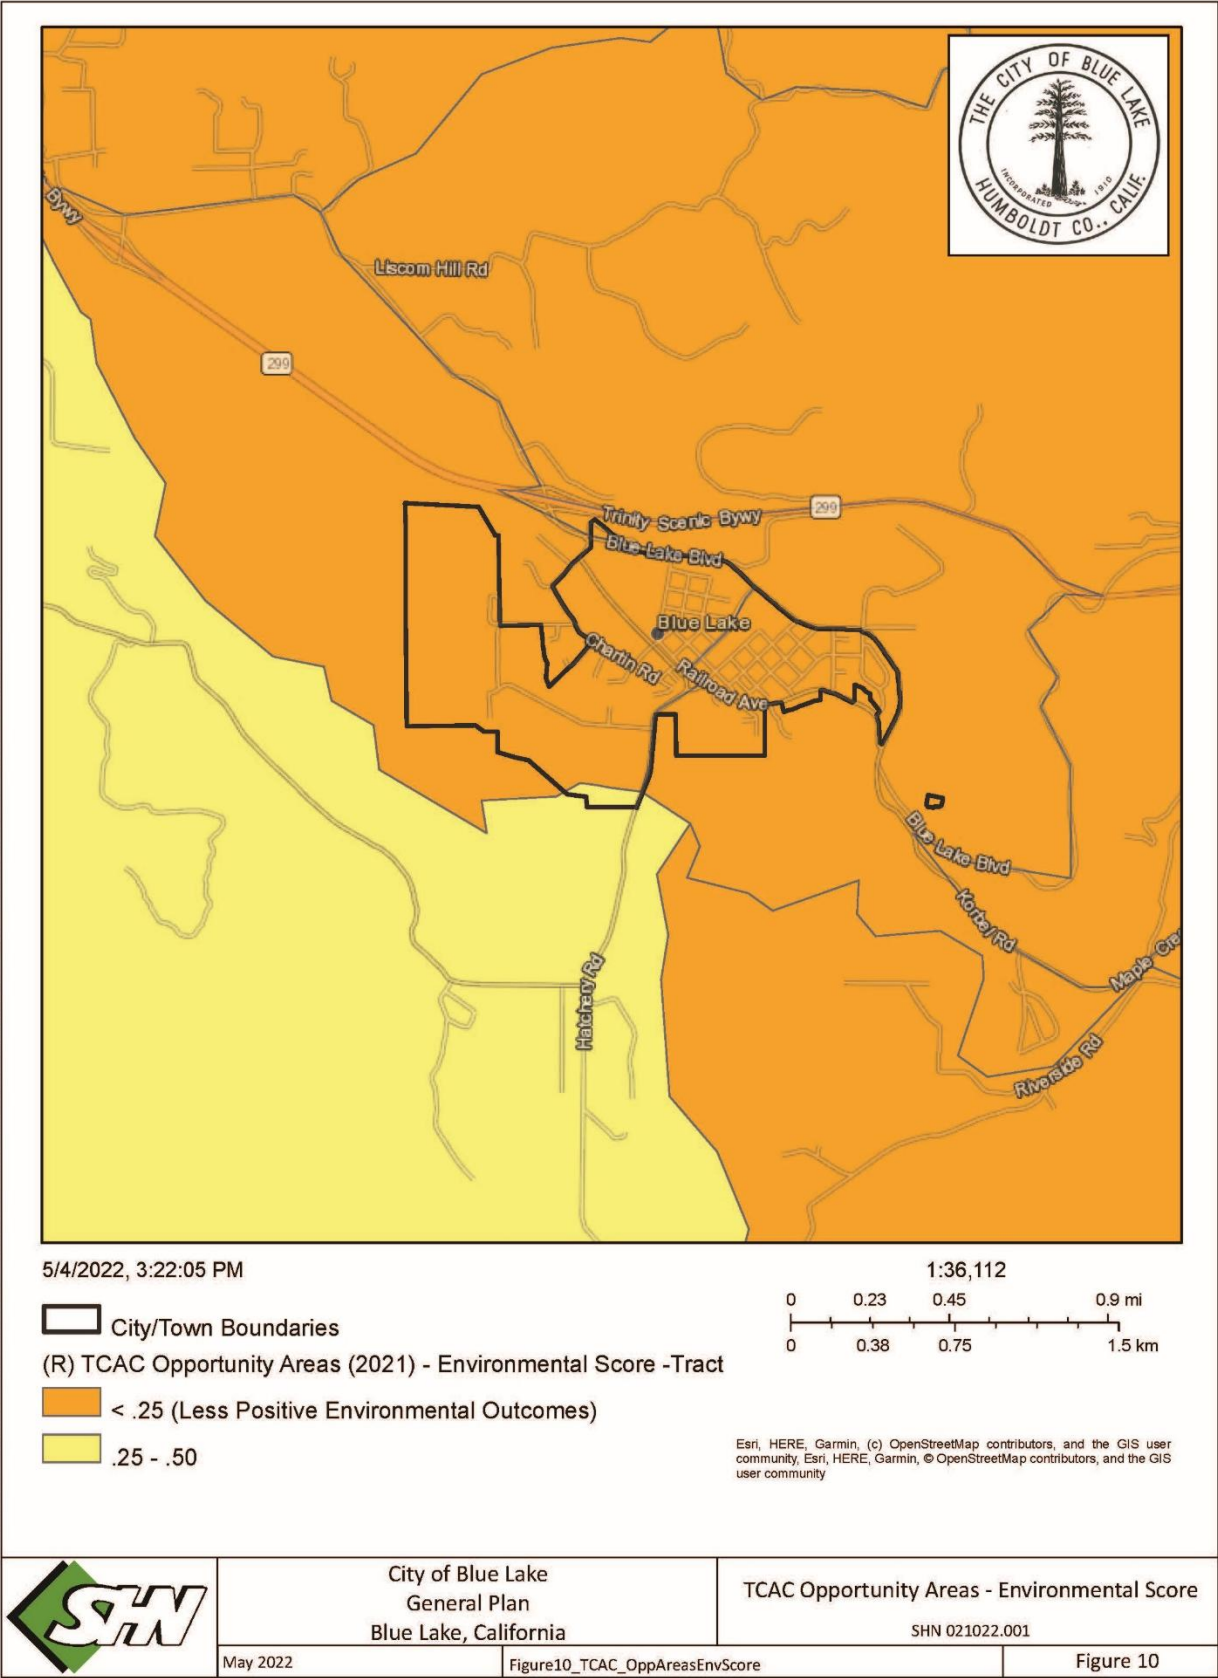 THE CITY OF BLUE LAKE
INCORPORATED 1910
HUMBOLDT CO., CALIF.
Bywy
Liscom Hill Rd
299
Trinity Scenic Bywy
299
Blue Lake Blvd
Blue Lake
Chartin Rd
Railroad Ave
Blue Lake Blvd
Korbel Rd
Maple Cre
Hatchery Rd
Riverside Rd
5/4/2022, 3:22:05 PM
1:36,112
0 0.23 0.45 0.9 mi
0 0.38 0.75 1.5 km
City/Town Boundaries
(R) TCAC Opportunity Areas (2021) - Environmental Score -Tract
< .25 (Less Positive Environmental Outcomes)
.25 - .50
Esri, HERE, Garmin, (c) OpenStreetMap contributors, and the GIS user
community, Esri, HERE, Garmin, © OpenStreetMap contributors, and the GIS
user community
SHN
City of Blue Lake
General Plan
Blue Lake, California
TCAC Opportunity Areas - Environmental Score
SHN 021022.001
May 2022
Figure10_TCAC_OppAreasEnvScore
Figure 10